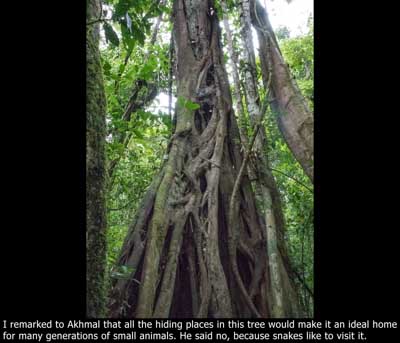 I remarked to Akhmal that all the hiding places in this tree would make it an ideal home
for many generations of small animals. He said no, because snakes like to visit it.